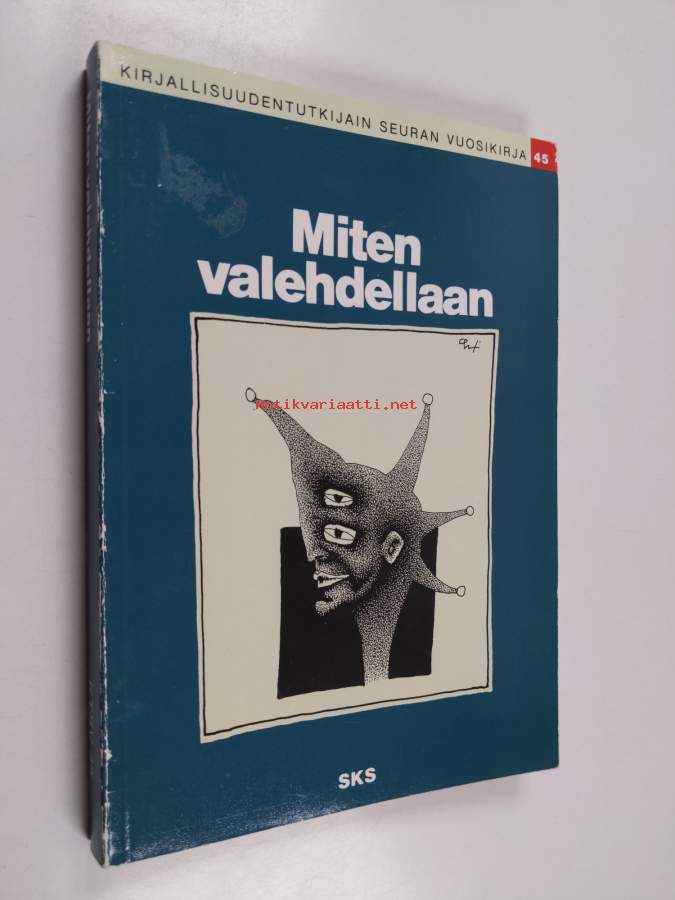 KIRJALLISUUDENTUTKIJAIN SEURAN VUOSIKIRJA 45
Miten
valehdellaan
antikvariaatti.net
SKS